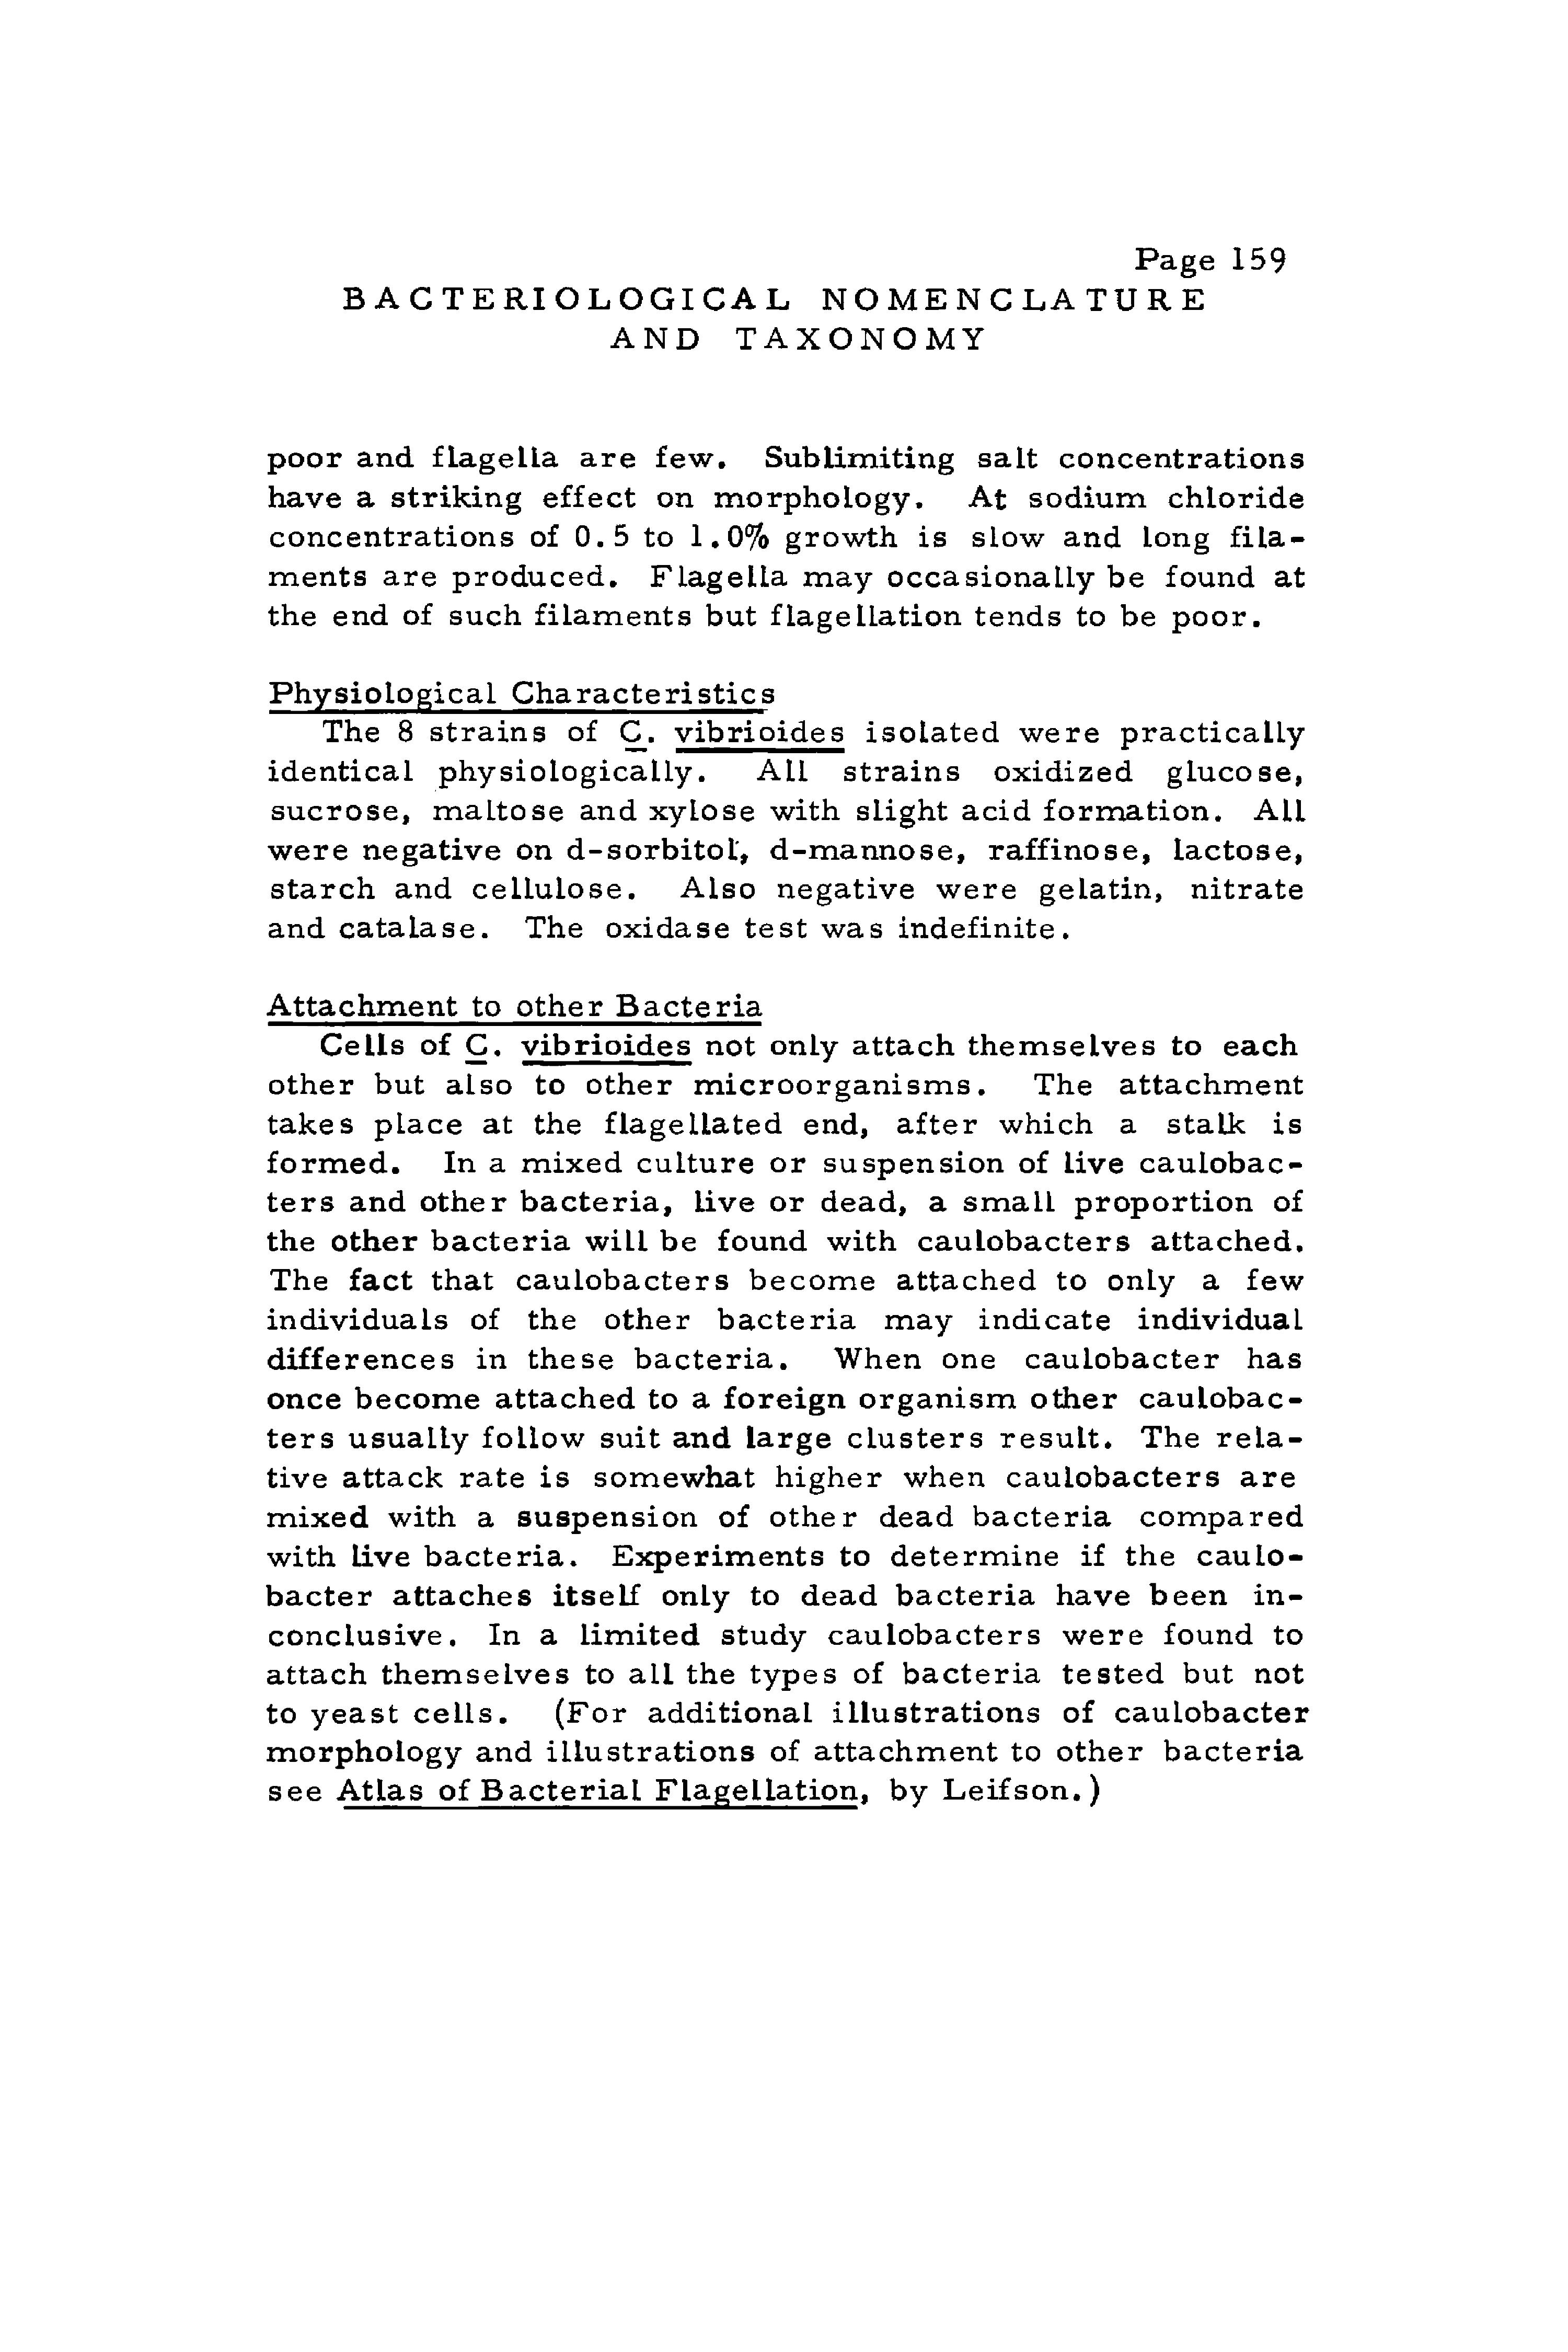 Page 159
BACTERIOLOGICAL NOMENCLATURE
AND TAXONOMY
poor and flagella are few. Sublimiting salt concentrations
have a striking effect on morphology. At sodium chloride
concentrations of 0.5 to 1.0% growth is slow and long fila-
ments are produced. Flagella may occasionally be found at
the end of such filaments but flagellation tends to be poor.
Physiological Characteristics
The 8 strains of C. vibrioides isolated were practically
identical physiologically. All strains oxidized glucose,
sucrose, maltose and xylose with slight acid formation. All
were negative on d-sorbitol, d-mannose, raffinose, lactose,
starch and cellulose. Also negative were gelatin, nitrate
and catalase. The oxidase test was indefinite.
Attachment to other Bacteria
Cells of C. vibrioides not only attach themselves to each
other but also to other microorganisms. The attachment
takes place at the flagellated end, after which a stalk is
formed. In a mixed culture or suspension of live caulobac-
ters and other bacteria, live or dead, a small proportion of
the other bacteria will be found with caulobacters attached.
The fact that caulobacters become attached to only a few
individuals of the other bacteria may indicate individual
differences in these bacteria. When one caulobacter has
once become attached to a foreign organism other caulobac-
ters usually follow suit and large clusters result. The rela-
tive attack rate is somewhat higher when caulobacters are
mixed with a suspension of other dead bacteria compared
with live bacteria. Experiments to determine if the caulo-
bacter attaches itself only to dead bacteria have been in-
conclusive. In a limited study caulobacters were found to
attach themselves to all the types of bacteria tested but not
to yeast cells. (For additional illustrations of caulobacter
morphology and illustrations of attachment to other bacteria
see Atlas of Bacterial Flagellation, by Leifson.)